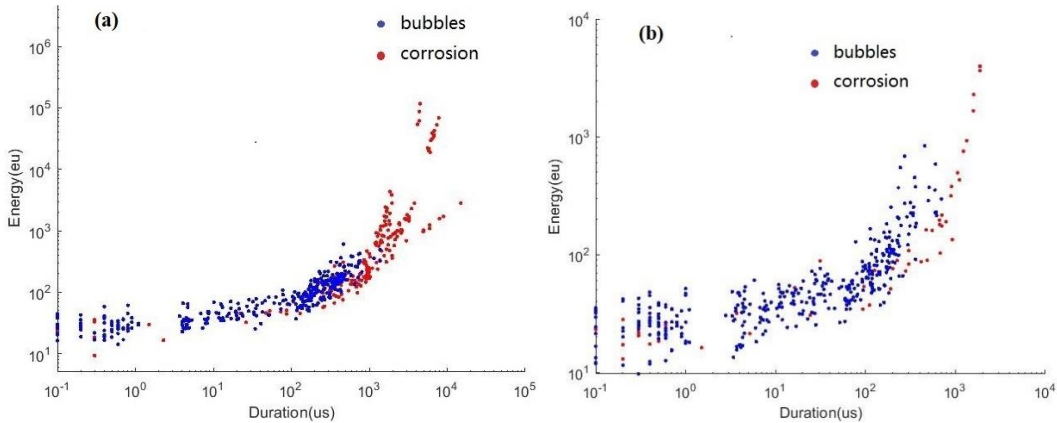 (a)
bubbles
corrosion
10^6
10^5
10^4
10^3
10^2
10^1
Energy(eu)
10^-1 10^0 10^1 10^2 10^3 10^4 10^5
Duration(us)
(b)
bubbles
corrosion
10^4
10^3
10^2
10^1
Energy(eu)
10^-1 10^0 10^1 10^2 10^3 10^4
Duration(us)